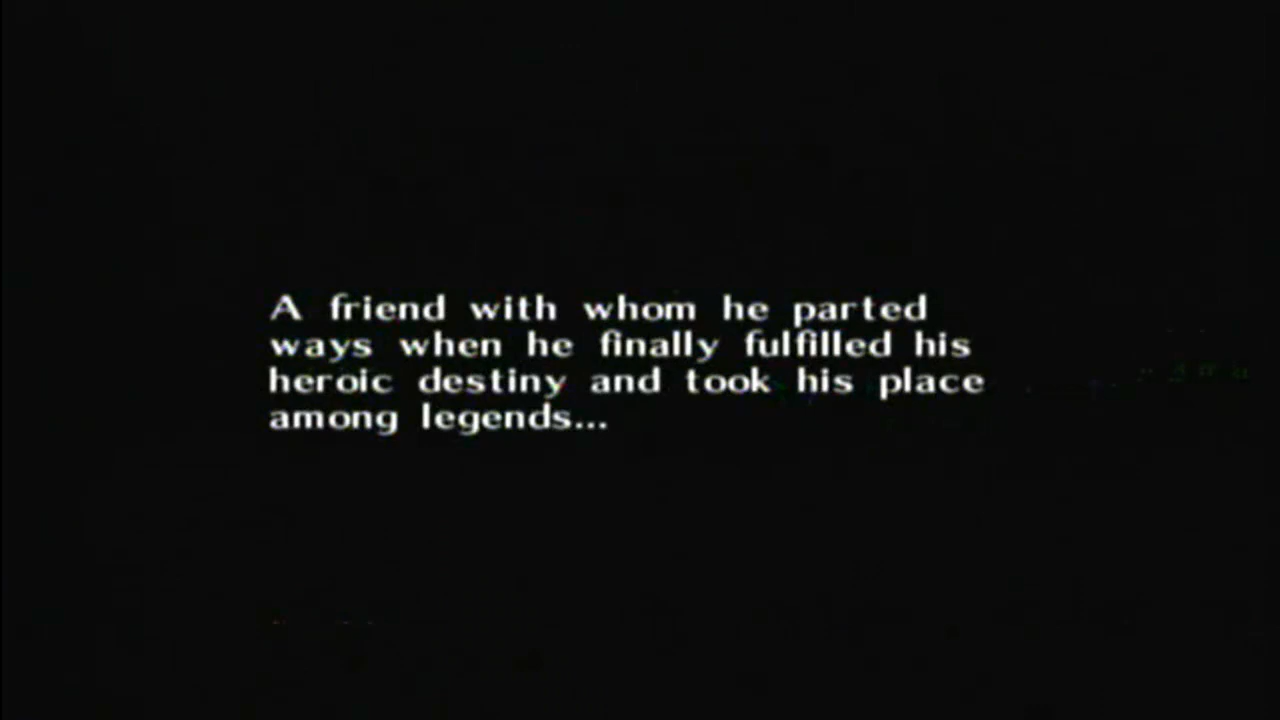 A friend with whom he parted
ways when he finally fulfilled his
heroic destiny and took his place
among legends...